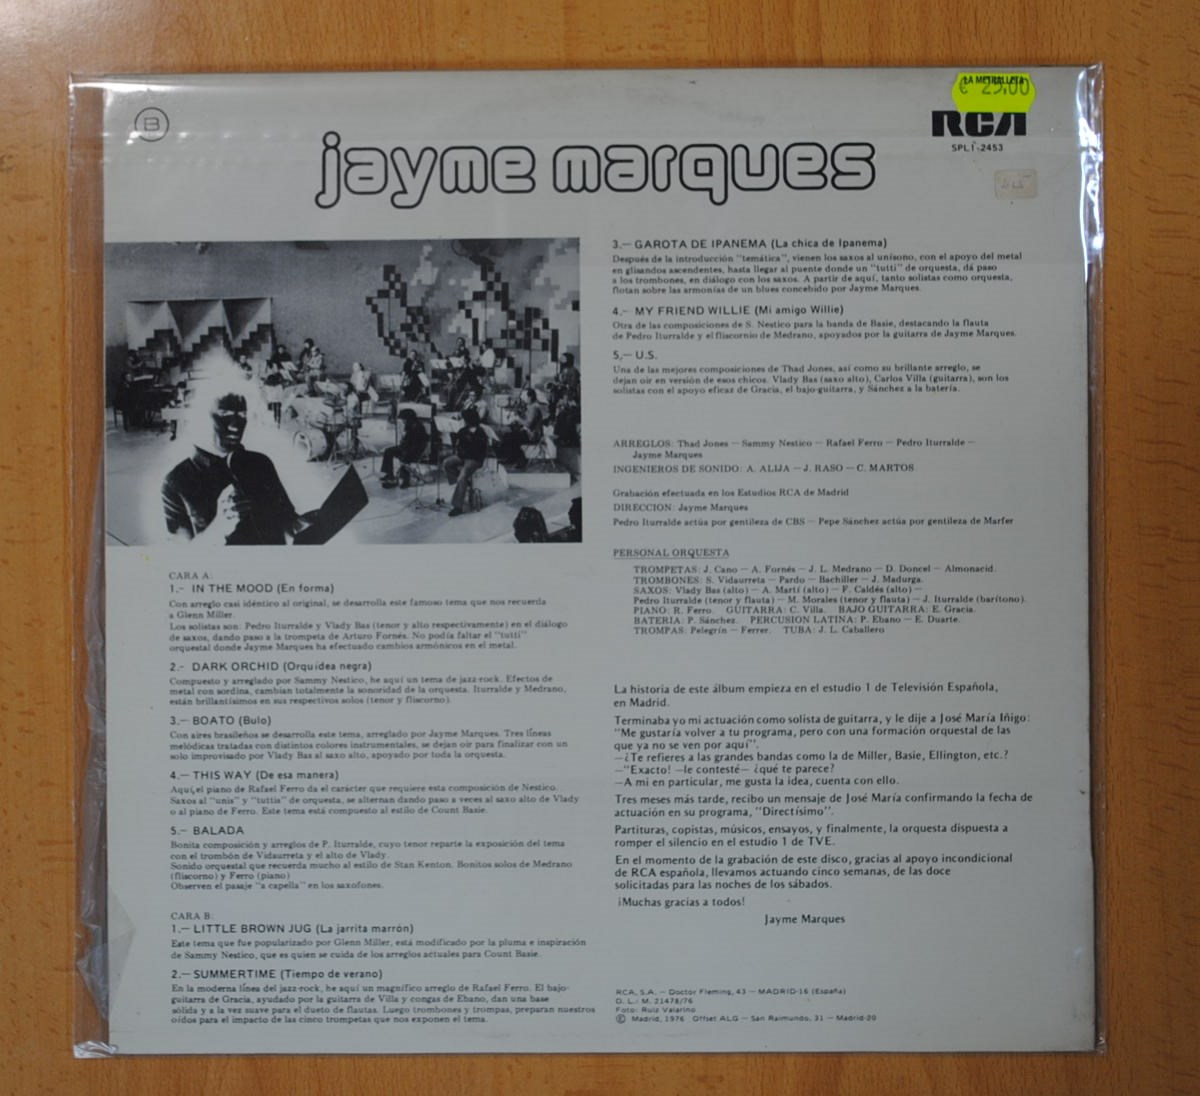 B
LA METRALLETA
€ 25.00
RCA
SPL1-2453
jayme marques
CARA A:
1.- IN THE MOOD (En forma)
Con arreglo casi idéntico al original, se desarrolla este famoso tema que nos recuerda
a Glenn Miller.
Los solistas son: Pedro Iturralde y Vlady Bas (tenor y alto respectivamente) en el diálogo
de saxos, dando paso a la trompeta de Arturo Fornés. No podía faltar el "tutti"
orquestal donde Jayme Marques ha efectuado cambios armónicos en el metal.
2.- DARK ORCHID (Orquídea negra)
Compuesto y arreglado por Sammy Nestico, he aquí un tema de jazz-rock. Efectos de
metal con sordina, cambian totalmente la sonoridad de la orquesta. Iturralde y Medrano,
están brillantísimos en sus respectivos solos (tenor y fliscorno).
3.— BOATO (Bulo)
Con aires brasileños se desarrolla este tema, arreglado por Jayme Marques. Tres líneas
melódicas tratadas con distintos colores instrumentales, se dejan oir para finalizar con un
solo improvisado por Vlady Bas al saxo alto, apoyado por toda la orquesta.
4.— THIS WAY (De esa manera)
Aquí, el piano de Rafael Ferro da el carácter que requiere esta composición de Nestico.
Saxos al "unis" y "tuttis" de orquesta, se alternan dando paso a veces al saxo alto de Vlady
o al piano de Ferro. Este tema está compuesto al estilo de Count Basie.
5.— BALADA
Bonita composición y arreglos de P. Iturralde, cuyo tenor reparte la exposición del tema
con el trombón de Vidaurreta y el alto de Vlady.
Sonido orquestal que recuerda mucho al estilo de Stan Kenton. Bonitos solos de Medrano
(fliscorno) y Ferro (piano)
Observen el pasaje "a capella" en los saxofones.
CARA B:
1.— LITTLE BROWN JUG (La jarrita marrón)
Este tema que fue popularizado por Glenn Miller, está modificado por la pluma e inspiración
de Sammy Nestico, que es quien se cuida de los arreglos actuales para Count Basie.
2.— SUMMERTIME (Tiempo de verano)
En la moderna línea del jazz-rock, he aquí un magnífico arreglo de Rafael Ferro. El bajo-
guitarra de Gracia, ayudado por la guitarra de Villa y congas de Ebano, dan una base
sólida y a la vez suave para el dueto de flautas. Luego trombones y trompas, preparan nuestros
oídos para el impacto de las cinco trompetas que nos exponen el tema.
3.— GAROTA DE IPANEMA (La chica de Ipanema)
Después de la introducción "temática", vienen los saxos al unísono, con el apoyo del metal
en glisandos ascendentes, hasta llegar al puente donde un "tutti" de orquesta, dá paso
a los trombones, en diálogo con los saxos. A partir de aquí, tanto solistas como orquesta,
flotan sobre las armonías de un blues concebido por Jayme Marques.
4.- MY FRIEND WILLIE (Mi amigo Willie)
Otra de las composiciones de S. Nestico para la banda de Basie, destacando la flauta
de Pedro Iturralde y el fliscornio de Medrano, apoyados por la guitarra de Jayme Marques.
5.— U.S.
Una de las mejores composiciones de Thad Jones, así como su brillante arreglo, se
dejan oir en versión de esos chicos. Vlady Bas (saxo alto), Carlos Villa (guitarra), son los
solistas con el apoyo eficaz de Gracia, el bajo-guitarra, y Sánchez a la batería.
ARREGLOS: Thad Jones — Sammy Nestico — Rafael Ferro — Pedro Iturralde —
Jayme Marques
INGENIEROS DE SONIDO: A. ALIJA — J. RASO — C. MARTOS
Grabación efectuada en los Estudios RCA de Madrid
DIRECCION: Jayme Marques
Pedro Iturralde actúa por gentileza de CBS — Pepe Sánchez actúa por gentileza de Marfer
PERSONAL ORQUESTA
TROMPETAS: J. Cano — A. Fornés — J. L. Medrano — D. Doncel — Almonacid.
TROMBONES: S. Vidaurreta — Pardo — Bachiller — J. Madurga.
SAXOS: Vlady Bas (alto) — A. Martí (alto) — F. Caldés (alto) —
Pedro Iturralde (tenor y flauta) — M. Morales (tenor y flauta) — J. Iturralde (barítono).
PIANO: R. Ferro. GUITARRA: C. Villa. BAJO GUITARRA: E. Gracia.
BATERIA: P. Sánchez. PERCUSION LATINA: P. Ebano — E. Duarte.
TROMPAS: Pelegrín — Ferrer. TUBA: J. L. Caballero
La historia de este álbum empieza en el estudio 1 de Televisión Española,
en Madrid.
Terminaba yo mi actuación como solista de guitarra, y le dije a José María Iñigo:
"Me gustaría volver a tu programa, pero con una formación orquestal de las
que ya no se ven por aquí".
—¿Te refieres a las grandes bandas como la de Miller, Basie, Ellington, etc.?
—"Exacto! —le contesté— ¿qué te parece?
—A mi en particular, me gusta la idea, cuenta con ello.
Tres meses más tarde, recibo un mensaje de José María confirmando la fecha de
actuación en su programa, "Directísimo".
Partituras, copistas, músicos, ensayos, y finalmente, la orquesta dispuesta a
romper el silencio en el estudio 1 de TVE.
En el momento de la grabación de este disco, gracias al apoyo incondicional
de RCA española, llevamos actuando cinco semanas, de las doce
solicitadas para las noches de los sábados.
¡Muchas gracias a todos!
Jayme Marques
RCA, S.A. — Doctor Fleming, 43 — MADRID-16 (España)
D. L.: M. 21478/76
Foto: Ruiz Valarino
© Madrid, 1976 Offset ALG — San Raimundo, 31 — Madrid-20